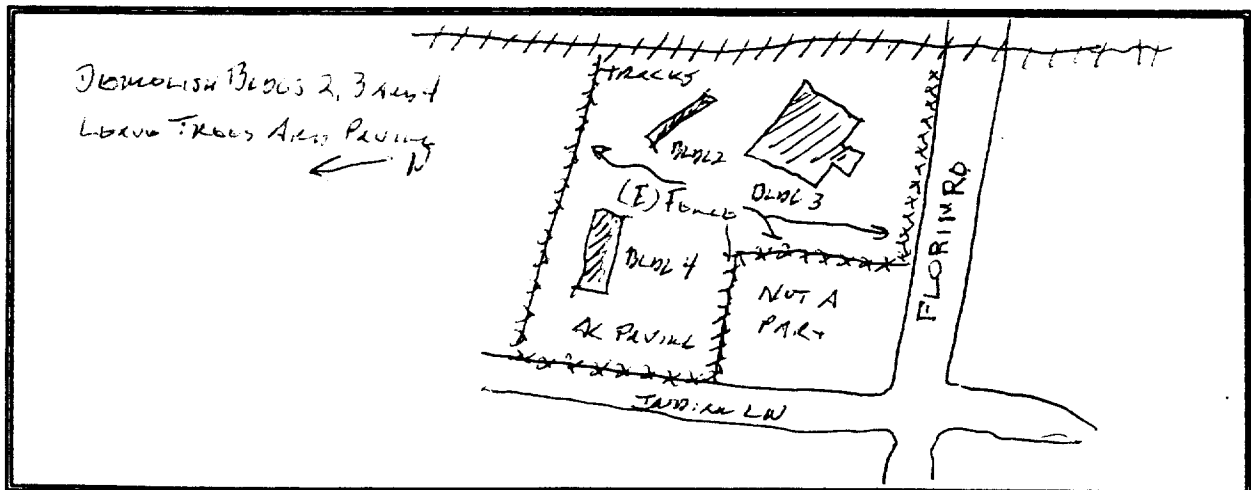 DEMOLISH BLDGS 2, 3 AND 4
LEAVE TREES AND PAVING
N
TRACKS
BLDG 2
BLDG 3
(E) FENCE
BLDG 4
NOT A
PART
AC PAVING
FLORIN RD
INDIAN LN